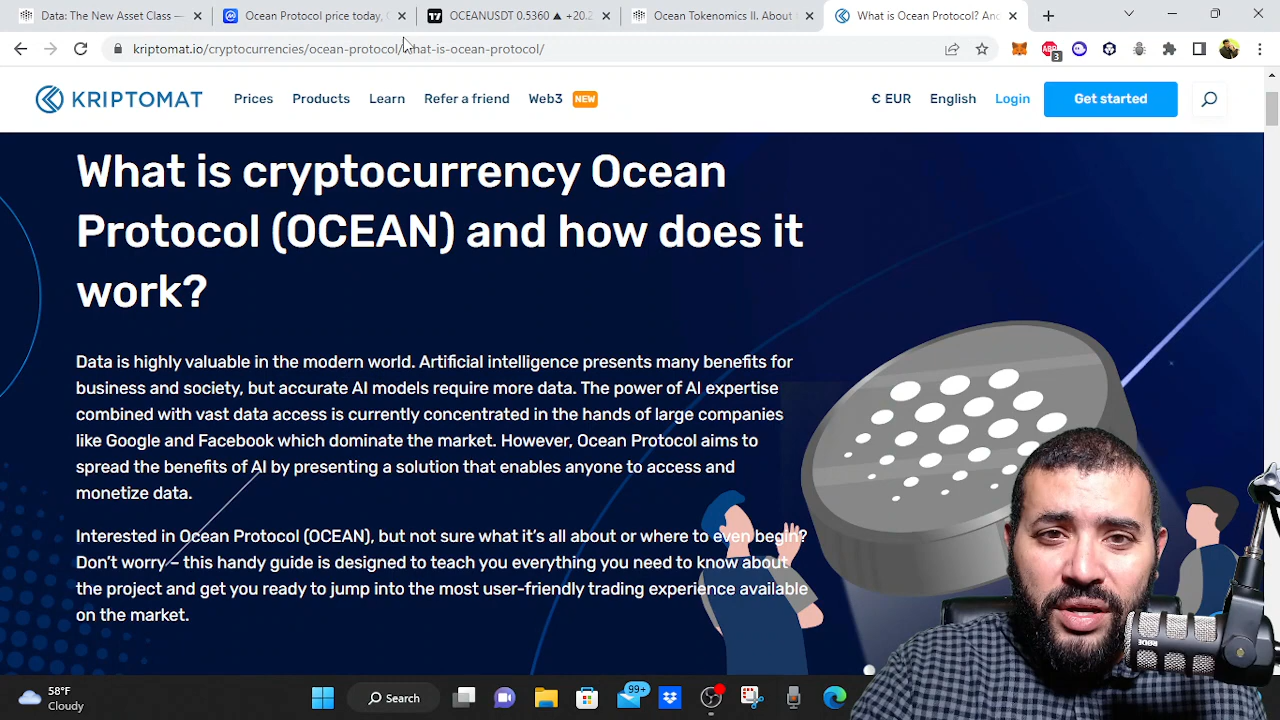 Data: The New Asset Class —
Ocean Protocol price today, O
OCEANUSDT 0.5360 ▲ +20.2
Ocean Tokenomics II. About
What is Ocean Protocol? And
kriptomat.io/cryptocurrencies/ocean-protocol/what-is-ocean-protocol/
ABP
3
KRIPTOMAT
Prices
Products
Learn
Refer a friend
Web3
NEW
€ EUR
English
Login
Get started
What is cryptocurrency Ocean
Protocol (OCEAN) and how does it
work?
Data is highly valuable in the modern world. Artificial intelligence presents many benefits for
business and society, but accurate AI models require more data. The power of AI expertise
combined with vast data access is currently concentrated in the hands of large companies
like Google and Facebook which dominate the market. However, Ocean Protocol aims to
spread the benefits of AI by presenting a solution that enables anyone to access and
monetize data.
Interested in Ocean Protocol (OCEAN), but not sure what it's all about or where to even begin?
Don't worry – this handy guide is designed to teach you everything you need to know about
the project and get you ready to jump into the most user-friendly trading experience available
on the market.
RØDE
58°F
Cloudy
Search
99+